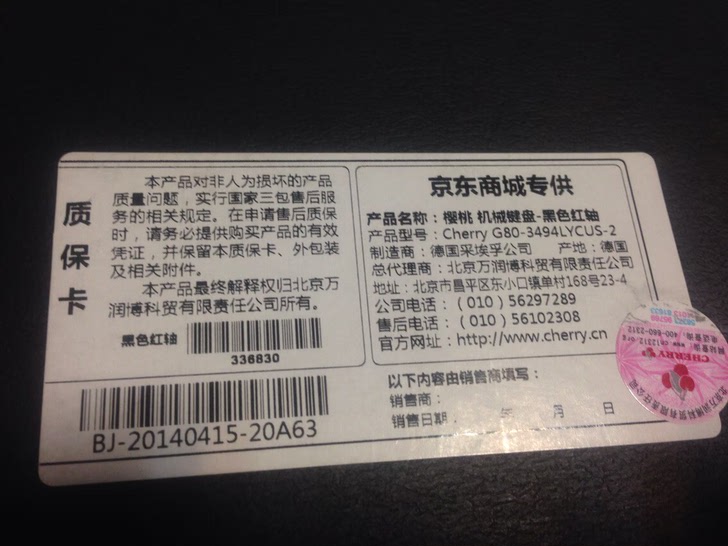 质保卡
本产品对非人为损坏的产品
质量问题，实行国家三包售后服
务的相关规定。在申请售后质保
时，请务必提供购买产品的有效
凭证，并保留本质保卡、外包装
及相关附件。
本产品最终解释权归北京万
润博科贸有限责任公司所有。
黑色红轴
336830
BJ-20140415-20A63
京东商城专供
产品名称：樱桃 机械键盘-黑色红轴
产品型号：Cherry G80-3494LYCUS-2
制造商：德国采埃孚公司 产地：德国
总代理商：北京万润博科贸有限责任公司
地址：北京市昌平区东小口镇单村168号23-4
公司电话：（010）56297289
售后电话：（010）56102308
官方网址：http://www.cherry.cn
以下内容由销售商填写：
销售商：
销售日期： 年 月 日
CHERRY